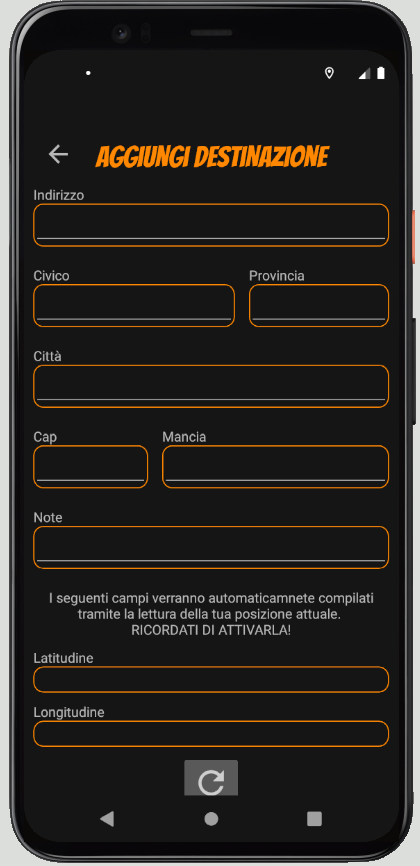 AGGIUNGI DESTINAZIONE
Indirizzo
Civico Provincia
Città
Cap Mancia
Note
I seguenti campi verranno automaticamnete compilati
tramite la lettura della tua posizione attuale.
RICORDATI DI ATTIVARLA!
Latitudine
Longitudine